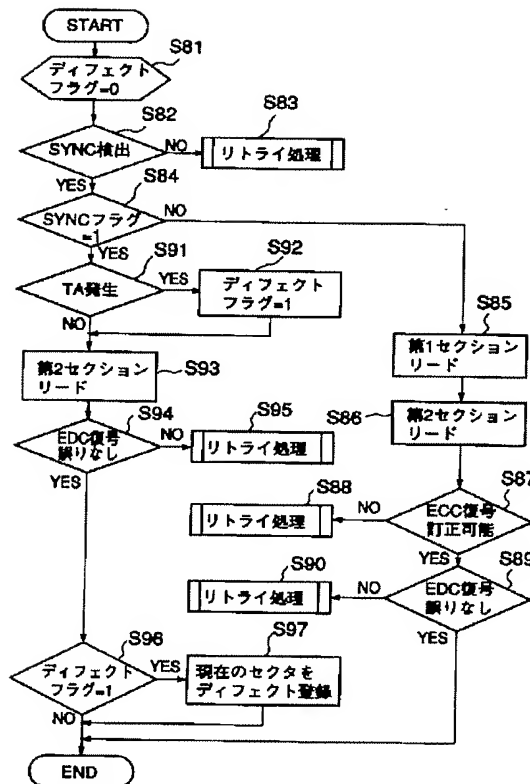 START
S81
ディフェクト
フラグ=0
S82
SYNC検出
NO
S83
リトライ処理
YES
S84
SYNCフラグ
=1
NO
YES
S91
TA発生
YES
S92
ディフェクト
フラグ=1
NO
S85
第1セクション
リード
第2セクション
リード
S93
S86
第2セクション
リード
S94
EDC復号
誤りなし
NO
S95
リトライ処理
YES
S87
ECC復号
訂正可能
NO
S88
リトライ処理
YES
S89
EDC復号
誤りなし
NO
S90
リトライ処理
YES
S96
ディフェクト
フラグ=1
YES
S97
現在のセクタを
ディフェクト登録
NO
END